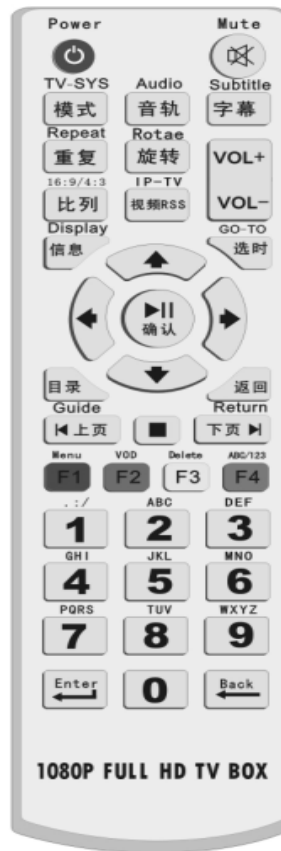 Power Mute
TV-SYS Audio Subtitle
模式 音轨 字幕
Repeat Rotae
重复 旋转 VOL+
16:9/4:3 IP-TV
比列 视频RSS VOL-
Display GO-TO
信息 选时
确认
目录 返回
Guide Return
上页 下页
Menu VOD Delete ABC/123
F1 F2 F3 F4
.:/ ABC DEF
1 2 3
GHI JKL MNO
4 5 6
PQRS TUV WXYZ
7 8 9
Enter 0 Back
1080P FULL HD TV BOX